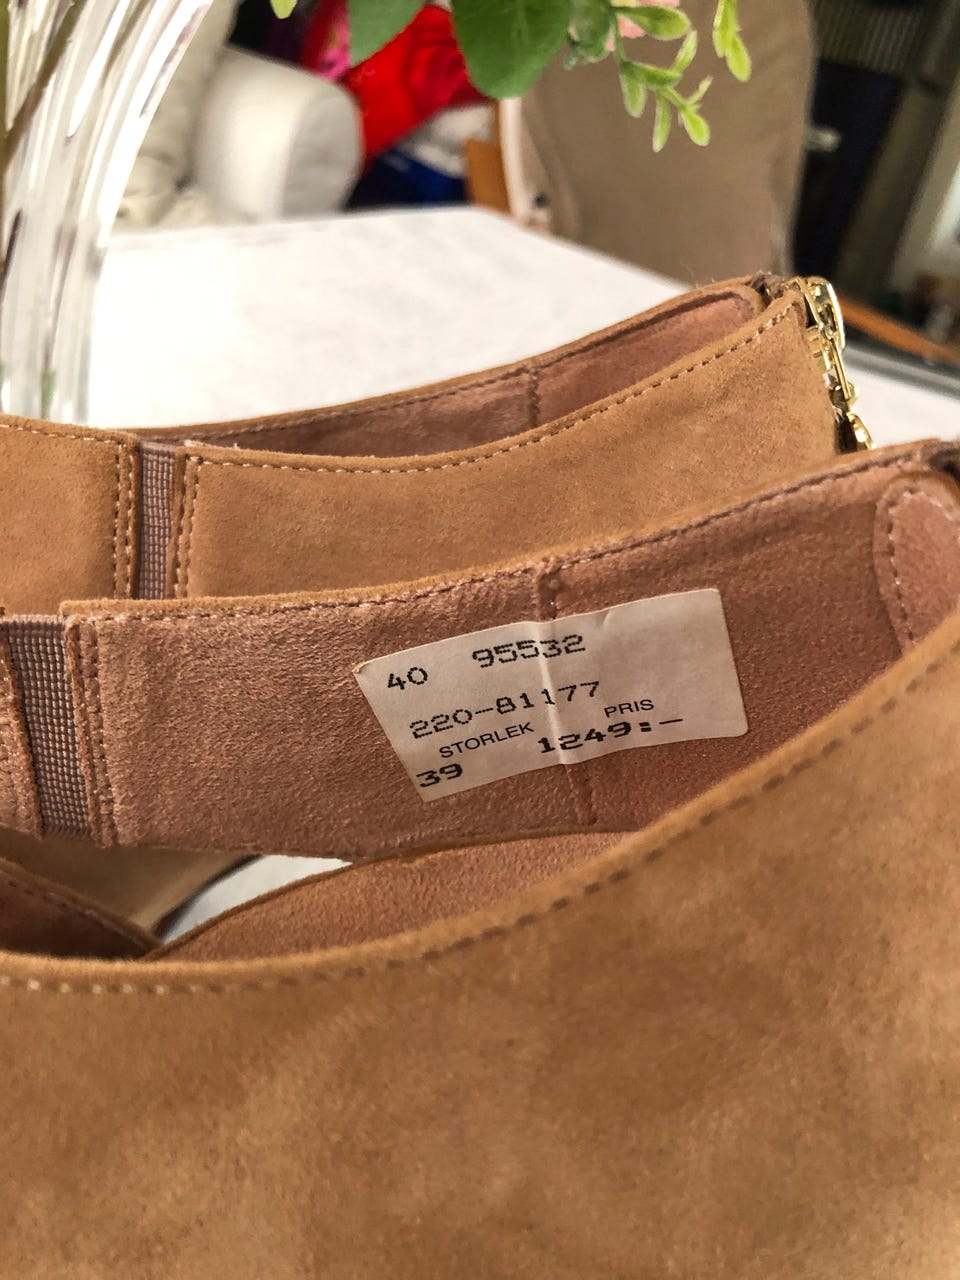 40 95532
220-81177
STORLEK PRIS
39 1249:-